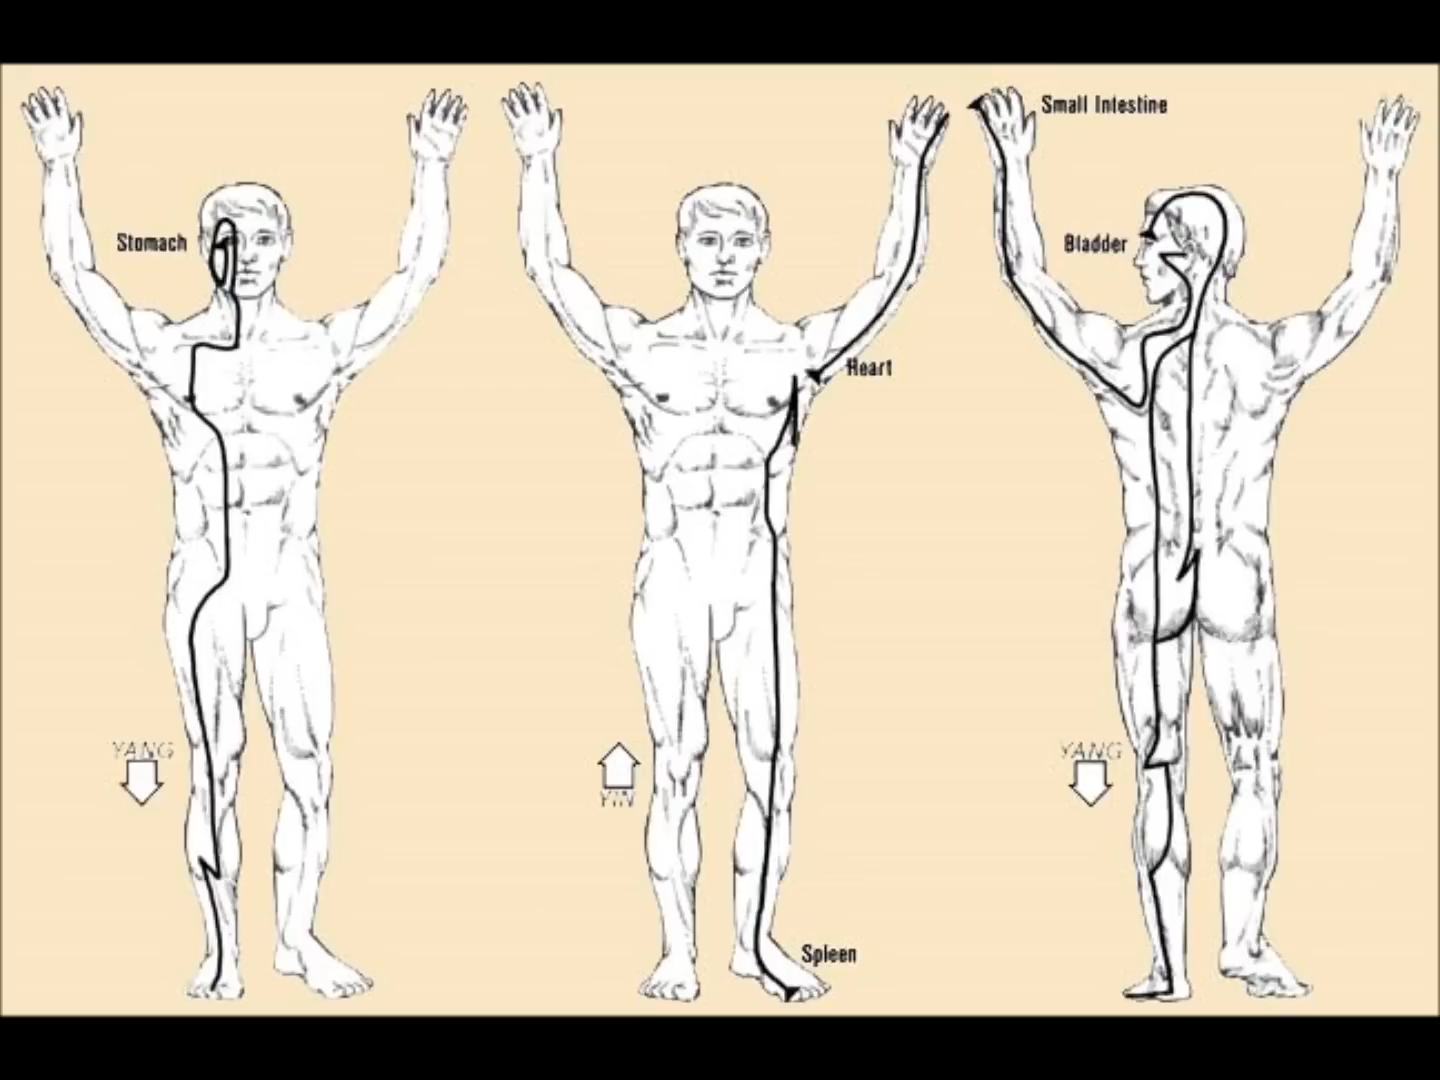 Small Intestine
Stomach
Bladder
Heart
YANG
YIN
YANG
Spleen